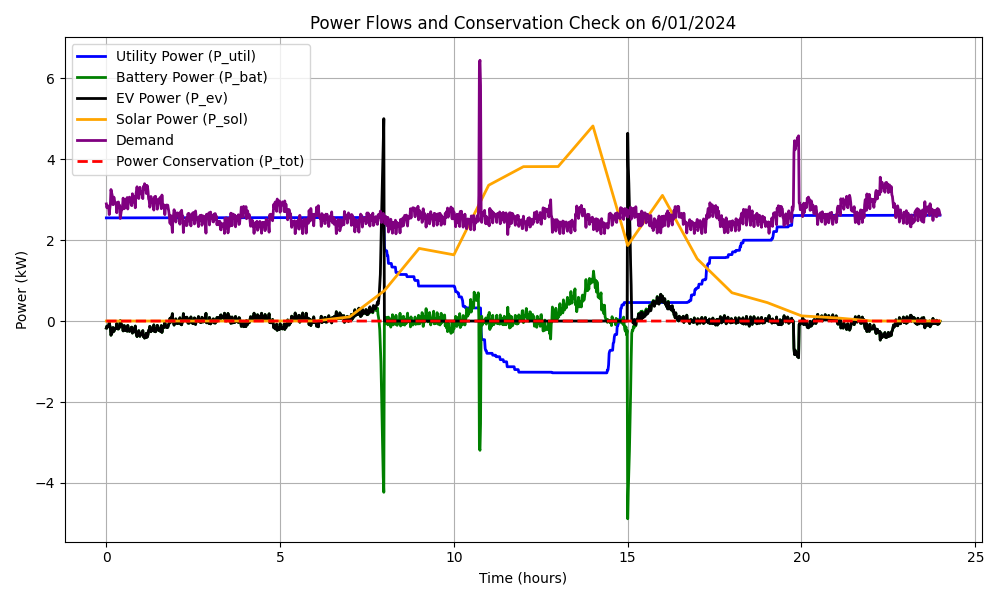 Power Flows and Conservation Check on 6/01/2024
Utility Power (P_util)
Battery Power (P_bat)
EV Power (P_ev)
Solar Power (P_sol)
Demand
Power Conservation (P_tot)
Power (kW)
6
4
2
0
−2
−4
0 5 10 15 20 25
Time (hours)